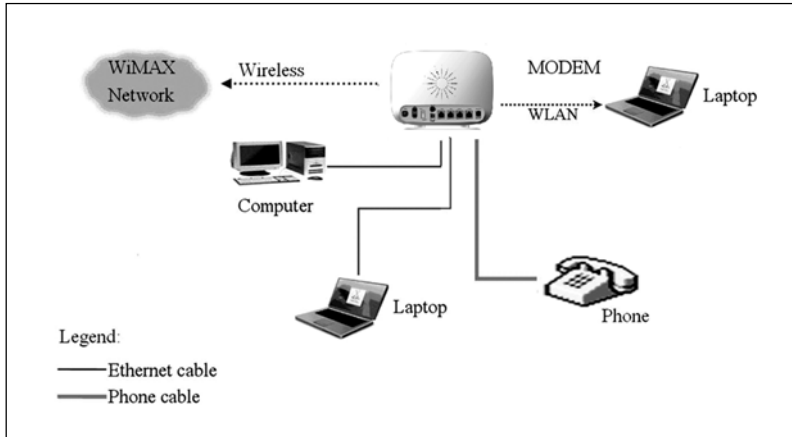 WiMAX
Network
Wireless
MODEM
WLAN
Laptop
Computer
Laptop
Phone
Legend:
Ethernet cable
Phone cable